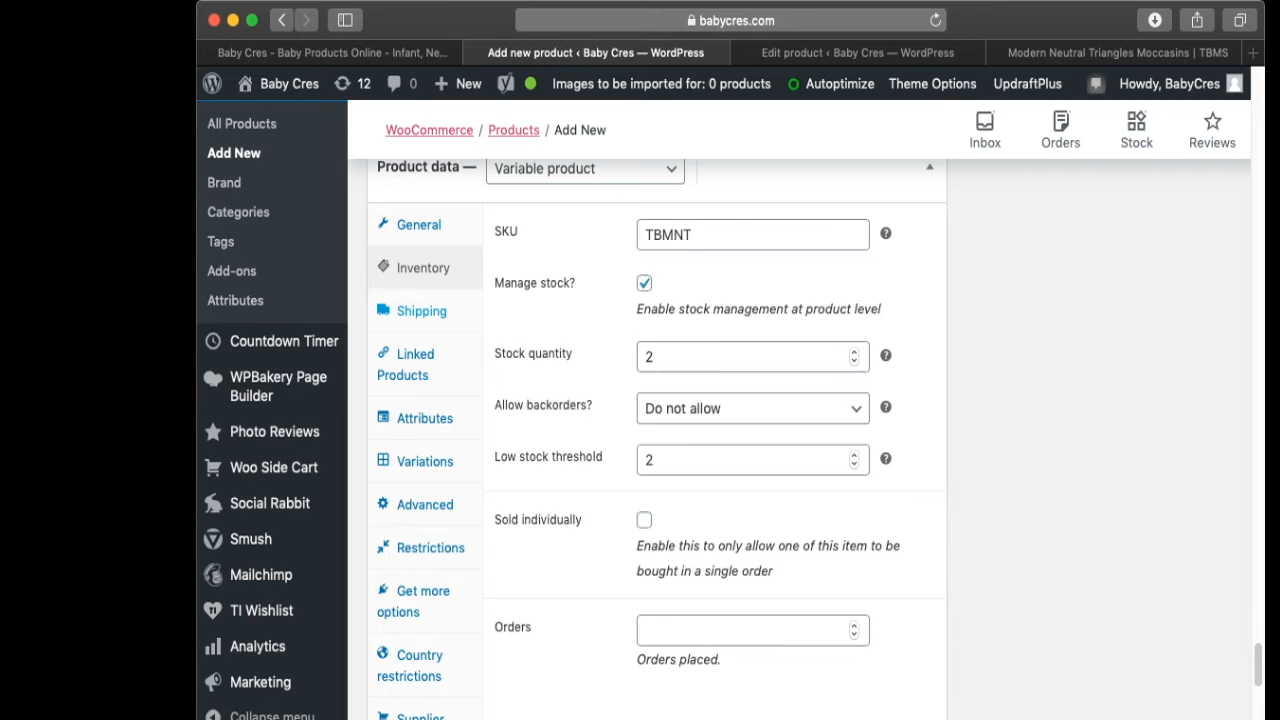 babycres.com
Baby Cres - Baby Products Online - Infant, Ne...
Add new product ‹ Baby Cres — WordPress
Edit product ‹ Baby Cres — WordPress
Modern Neutral Triangles Moccasins | TBMS
Baby Cres
12
0
New
Images to be imported for: 0 products
Autoptimize
Theme Options
UpdraftPlus
Howdy, BabyCres
All Products
Add New
Brand
Categories
Tags
Add-ons
Attributes
Countdown Timer
WPBakery Page
Builder
Photo Reviews
Woo Side Cart
Social Rabbit
Smush
Mailchimp
TI Wishlist
Analytics
Marketing
Collapse menu
WooCommerce / Products / Add New
Inbox
Orders
Stock
Reviews
Product data —
Variable product
General
Inventory
Shipping
Linked
Products
Attributes
Variations
Advanced
Restrictions
Get more
options
Country
restrictions
Supplier
SKU
TBMNT
Manage stock?
Enable stock management at product level
Stock quantity
2
Allow backorders?
Do not allow
Low stock threshold
2
Sold individually
Enable this to only allow one of this item to be
bought in a single order
Orders
Orders placed.